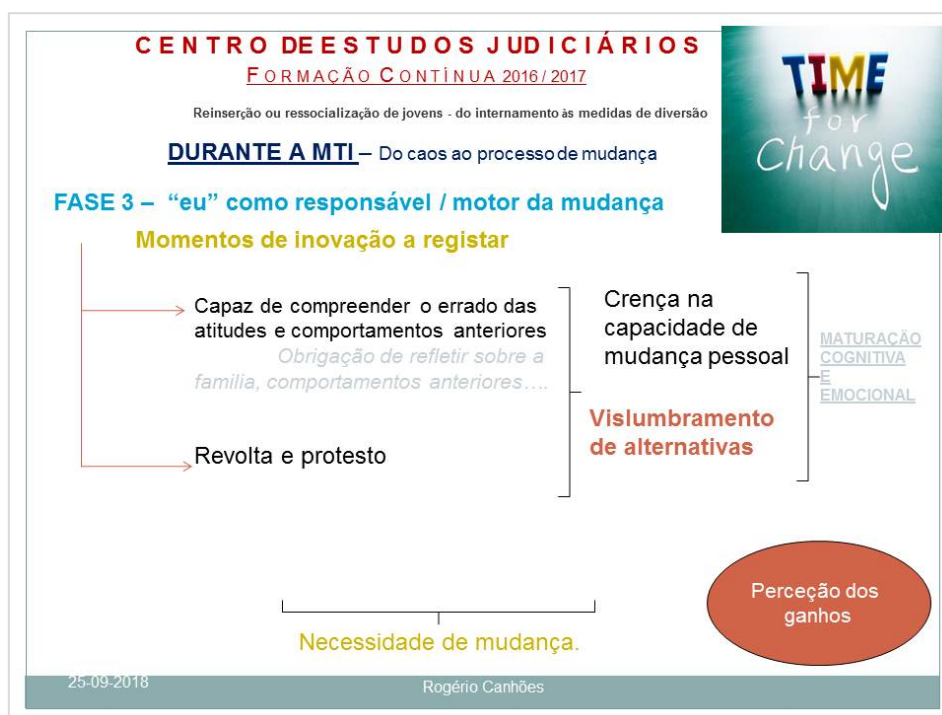 CENTRO DE ESTUDOS JUDICIÁRIOS
FORMAÇÃO CONTÍNUA 2016 / 2017
Reinserção ou ressocialização de jovens - do internamento às medidas de diversão
DURANTE A MTI – Do caos ao processo de mudança
TIME
for
Change
FASE 3 – “eu” como responsável / motor da mudança
Momentos de inovação a registar
Capaz de compreender o errado das
atitudes e comportamentos anteriores
Obrigação de refletir sobre a
familia, comportamentos anteriores….
Revolta e protesto
Crença na
capacidade de
mudança pessoal
Vislumbramento
de alternativas
MATURAÇÃO
COGNITIVA
E
EMOCIONAL
Perceção dos
ganhos
Necessidade de mudança.
25-09-2018
Rogério Canhões